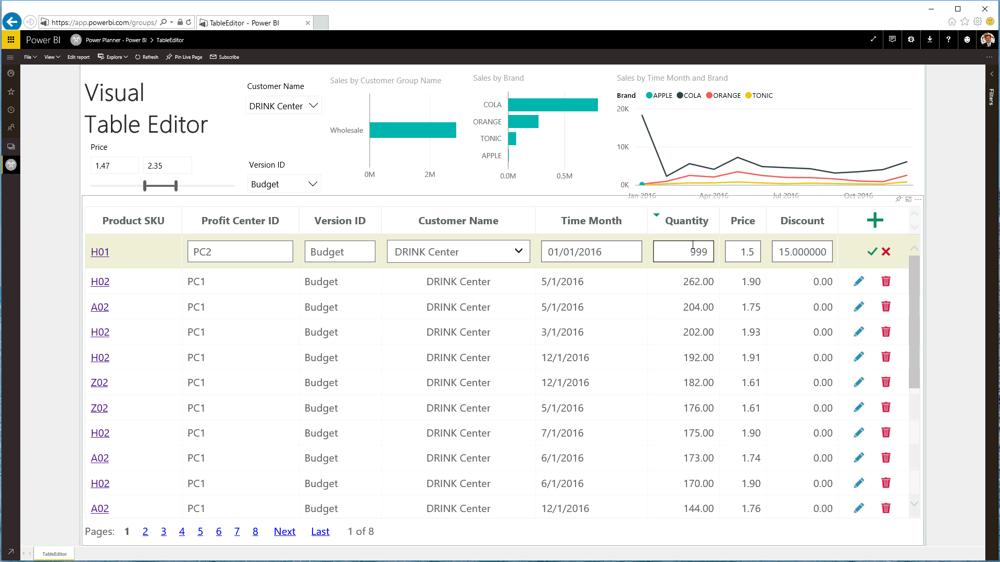 https://app.powerbi.com/groups/
TableEditor - Power BI
Power BI
Power Planner - Power BI > TableEditor
?
File
View
Edit report
Explore
Refresh
Pin Live Page
Subscribe
Visual
Table Editor
Price
1.47
2.35
Customer Name
DRINK Center
Version ID
Budget
Sales by Customer Group Name
Wholesale
0M
2M
Sales by Brand
COLA
ORANGE
TONIC
APPLE
0.0M
0.5M
Sales by Time Month and Brand
Brand APPLE COLA ORANGE TONIC
20K
10K
0K
Jan 2016 Apr 2016 Jul 2016 Oct 2016
Filters
Product SKU Profit Center ID Version ID Customer Name Time Month Quantity Price Discount
H01 PC2 Budget DRINK Center 01/01/2016 999 1.5 15.000000
H02 PC1 Budget DRINK Center 5/1/2016 262.00 1.90 0.00
A02 PC1 Budget DRINK Center 5/1/2016 204.00 1.75 0.00
H02 PC1 Budget DRINK Center 3/1/2016 202.00 1.93 0.00
H02 PC1 Budget DRINK Center 12/1/2016 192.00 1.91 0.00
Z02 PC1 Budget DRINK Center 12/1/2016 182.00 1.61 0.00
Z02 PC1 Budget DRINK Center 5/1/2016 176.00 1.61 0.00
H02 PC1 Budget DRINK Center 7/1/2016 175.00 1.90 0.00
A02 PC1 Budget DRINK Center 6/1/2016 173.00 1.74 0.00
H02 PC1 Budget DRINK Center 6/1/2016 170.00 1.90 0.00
A02 PC1 Budget DRINK Center 12/1/2016 144.00 1.76 0.00
Pages: 1 2 3 4 5 6 7 8 Next Last 1 of 8
TableEditor